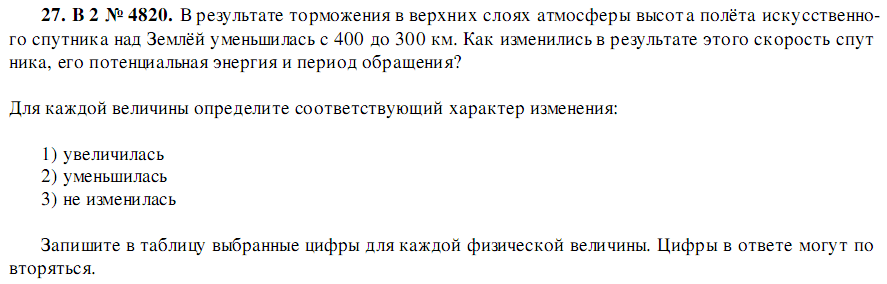 27. В 2 № 4820. В результате торможения в верхних слоях атмосферы высота полёта искусственно-
го спутника над Землёй уменьшилась с 400 до 300 км. Как изменились в результате этого скорость спут
ника, его потенциальная энергия и период обращения?
Для каждой величины определите соответствующий характер изменения:
1) увеличилась
2) уменьшилась
3) не изменилась
Запишите в таблицу выбранные цифры для каждой физической величины. Цифры в ответе могут по
вторяться.